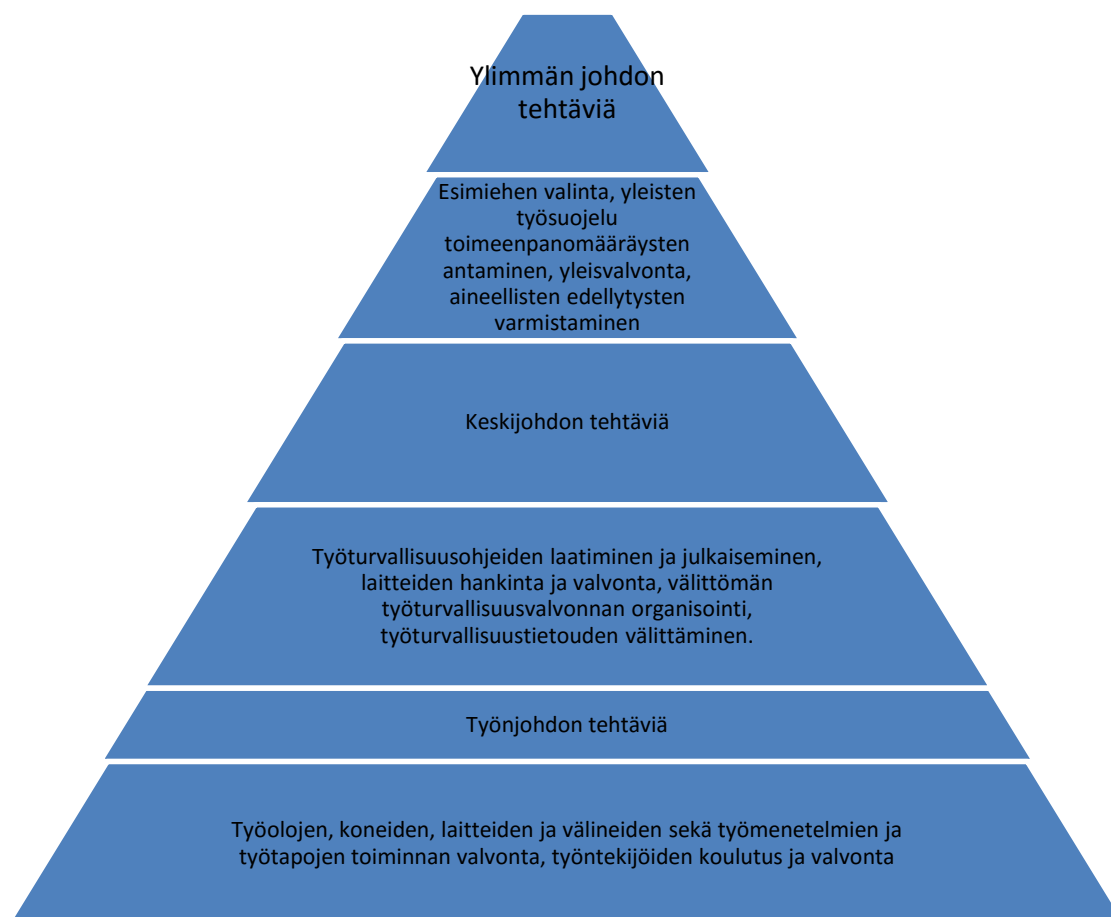 Ylimmän johdon
tehtäviä
Esimiehen valinta, yleisten
työsuojelu
toimeenpanomääräysten
antaminen, yleisvalvonta,
aineellisten edellytysten
varmistaminen
Keskijohdon tehtäviä
Työturvallisuusohjeiden laatiminen ja julkaiseminen,
laitteiden hankinta ja valvonta, välittömän
työturvallisuusvalvonnan organisointi,
työturvallisuustietouden välittäminen.
Työnjohdon tehtäviä
Työolojen, koneiden, laitteiden ja välineiden sekä työmenetelmien ja
työtapojen toiminnan valvonta, työntekijöiden koulutus ja valvonta